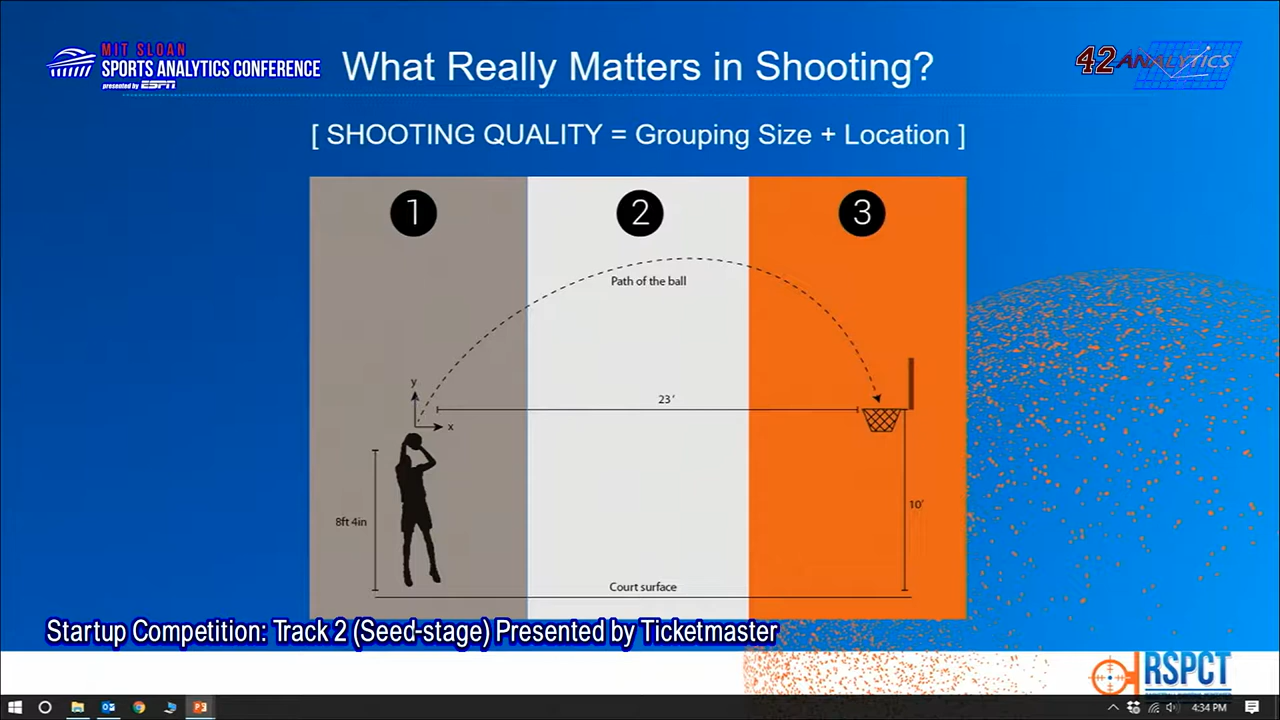 MIT SLOAN
SPORTS ANALYTICS CONFERENCE
presented by ESPN
What Really Matters in Shooting?
42 ANALYTICS
[ SHOOTING QUALITY = Grouping Size + Location ]
1
2
3
Path of the ball
y
x
23'
8ft 4in
10'
Court surface
Startup Competition: Track 2 (Seed-stage) Presented by Ticketmaster
RSPCT
4:34 PM